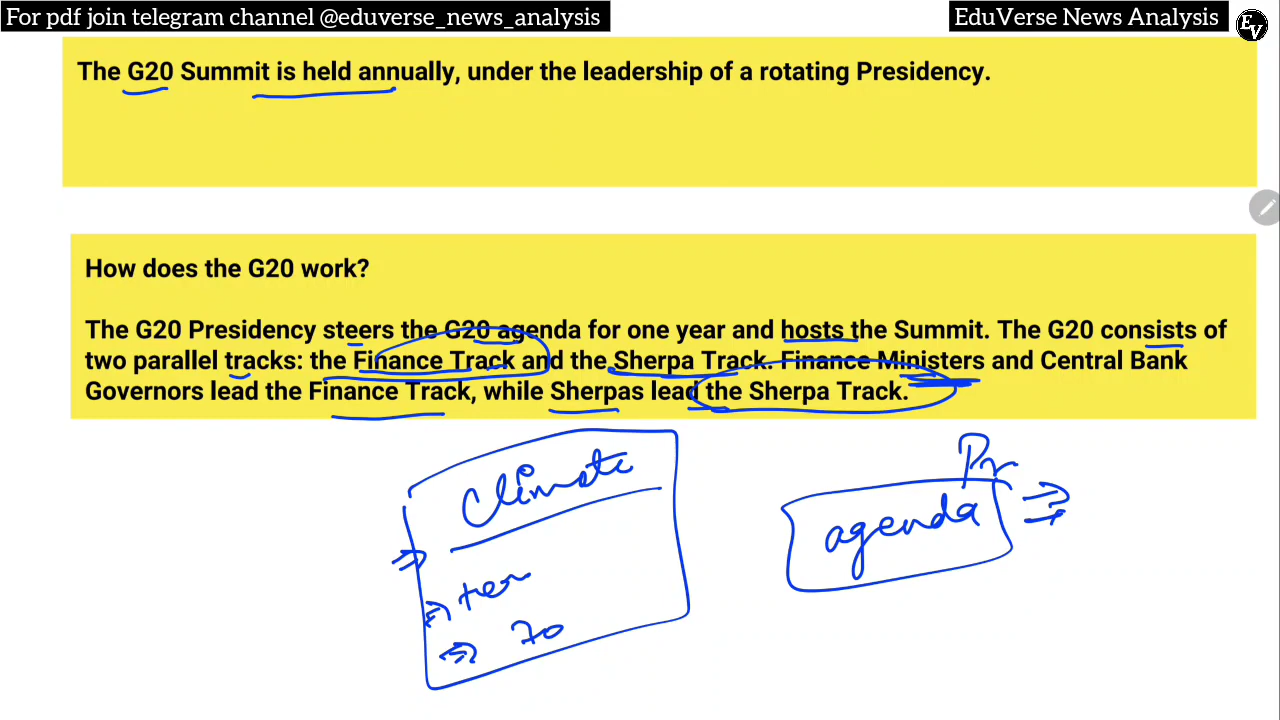 For pdf join telegram channel @eduverse_news_analysis
EduVerse News Analysis
EV
The G20 Summit is held annually, under the leadership of a rotating Presidency.
How does the G20 work?
The G20 Presidency steers the G20 agenda for one year and hosts the Summit. The G20 consists of
two parallel tracks: the Finance Track and the Sherpa Track. Finance Ministers and Central Bank
Governors lead the Finance Track, while Sherpas lead the Sherpa Track.
Climate
Pr
agenda